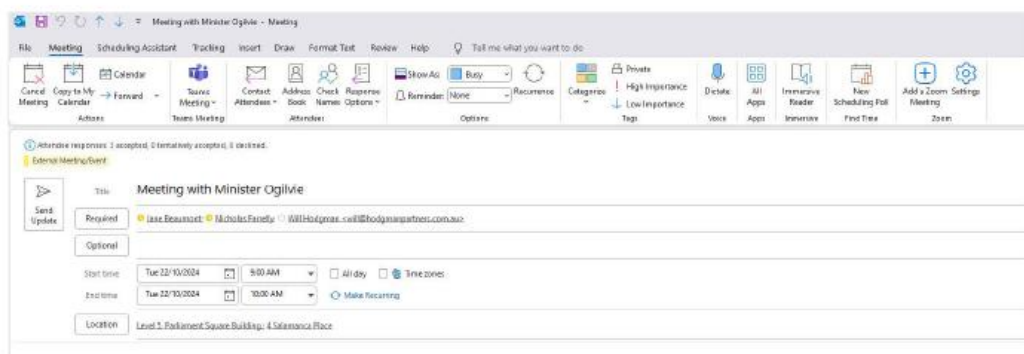 Meeting with Minister Ogilvie - Meeting
File Meeting Scheduling Assistant Tracking Insert Draw Format Text Review Help Tell me what you want to do
Cancel Meeting
Copy to My Calendar
Calendar
Forward
Actions
Teams Meeting
Teams Meeting
Contact Attendees
Address Book
Check Names
Response Options
Attendees
Show As: Busy
Reminder: None
Recurrence
Options
Categorize
Private
High Importance
Low Importance
Tags
Dictate
Voice
All Apps
Apps
Immersive Reader
Immersive
New Scheduling Poll
Find Time
Add a Zoom Meeting
Settings
Zoom
Attendee responses: 3 accepted, 0 tentatively accepted, 0 declined.
External Meeting/Event
Send Update
Title Meeting with Minister Ogilvie
Required Jane Beaumont; Nicholas Farrelly; Will Hodgman <will@hodgmanpartners.com.au>
Optional
Start time Tue 22/10/2024 9:00 AM All day Time zones
End time Tue 22/10/2024 10:00 AM Make Recurring
Location Level 5, Parliament Square Building; 4 Salamanca Place